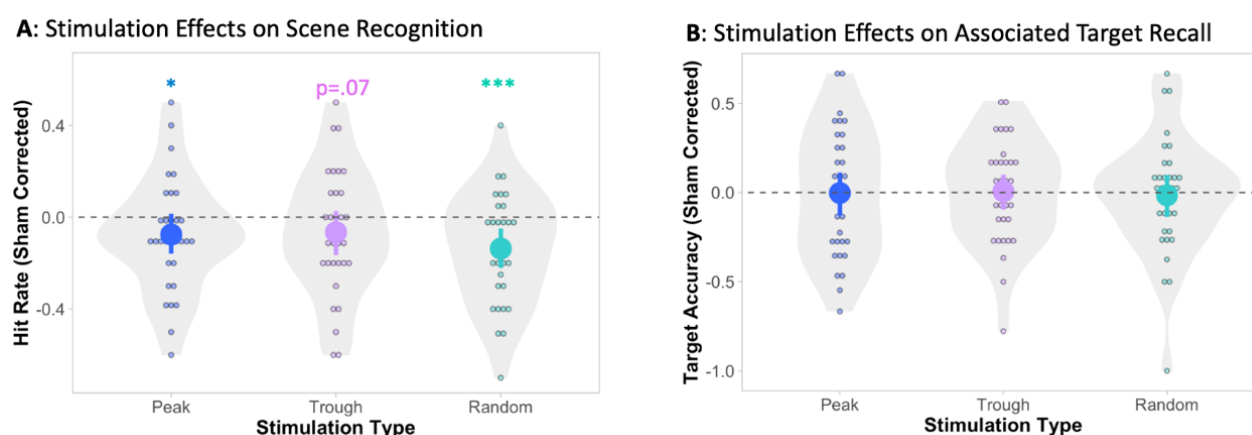 A: Stimulation Effects on Scene Recognition
Hit Rate (Sham Corrected)
0.4
0.0
-0.4
*
p=.07
***
Peak
Trough
Random
Stimulation Type
B: Stimulation Effects on Associated Target Recall
Target Accuracy (Sham Corrected)
0.5
0.0
-0.5
-1.0
Peak
Trough
Random
Stimulation Type